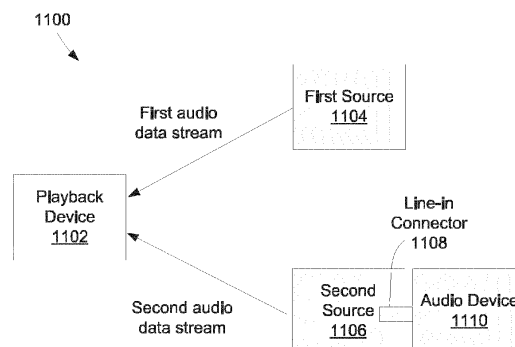 1100
First Source
1104
First audio
data stream
Playback
Device
1102
Line-in
Connector
1108
Second audio
data stream
Second
Source
1106
Audio Device
1110